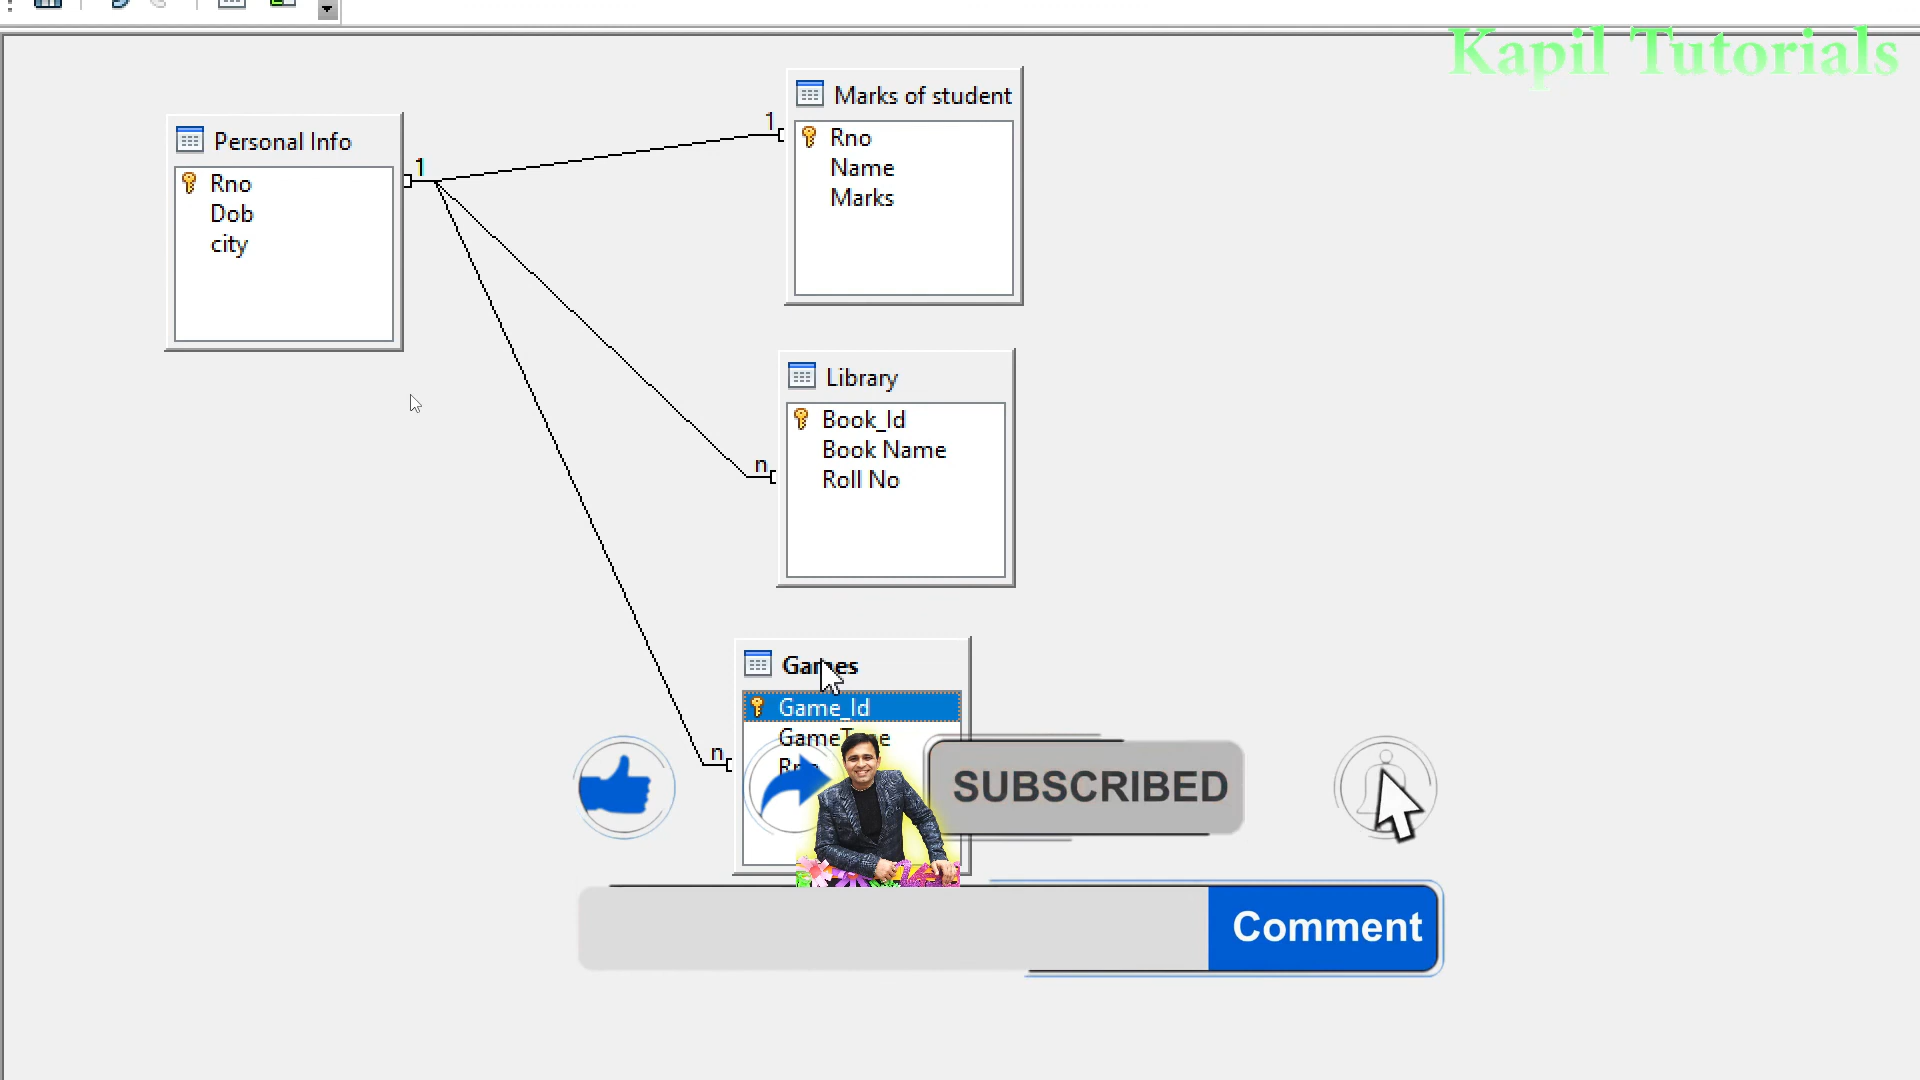 Kapil Tutorials
Personal Info
Rno
Dob
city
1
1
Marks of student
Rno
Name
Marks
Library
Book_Id
Book Name
Roll No
n
Games
Game_Id
n
SUBSCRIBED
Comment